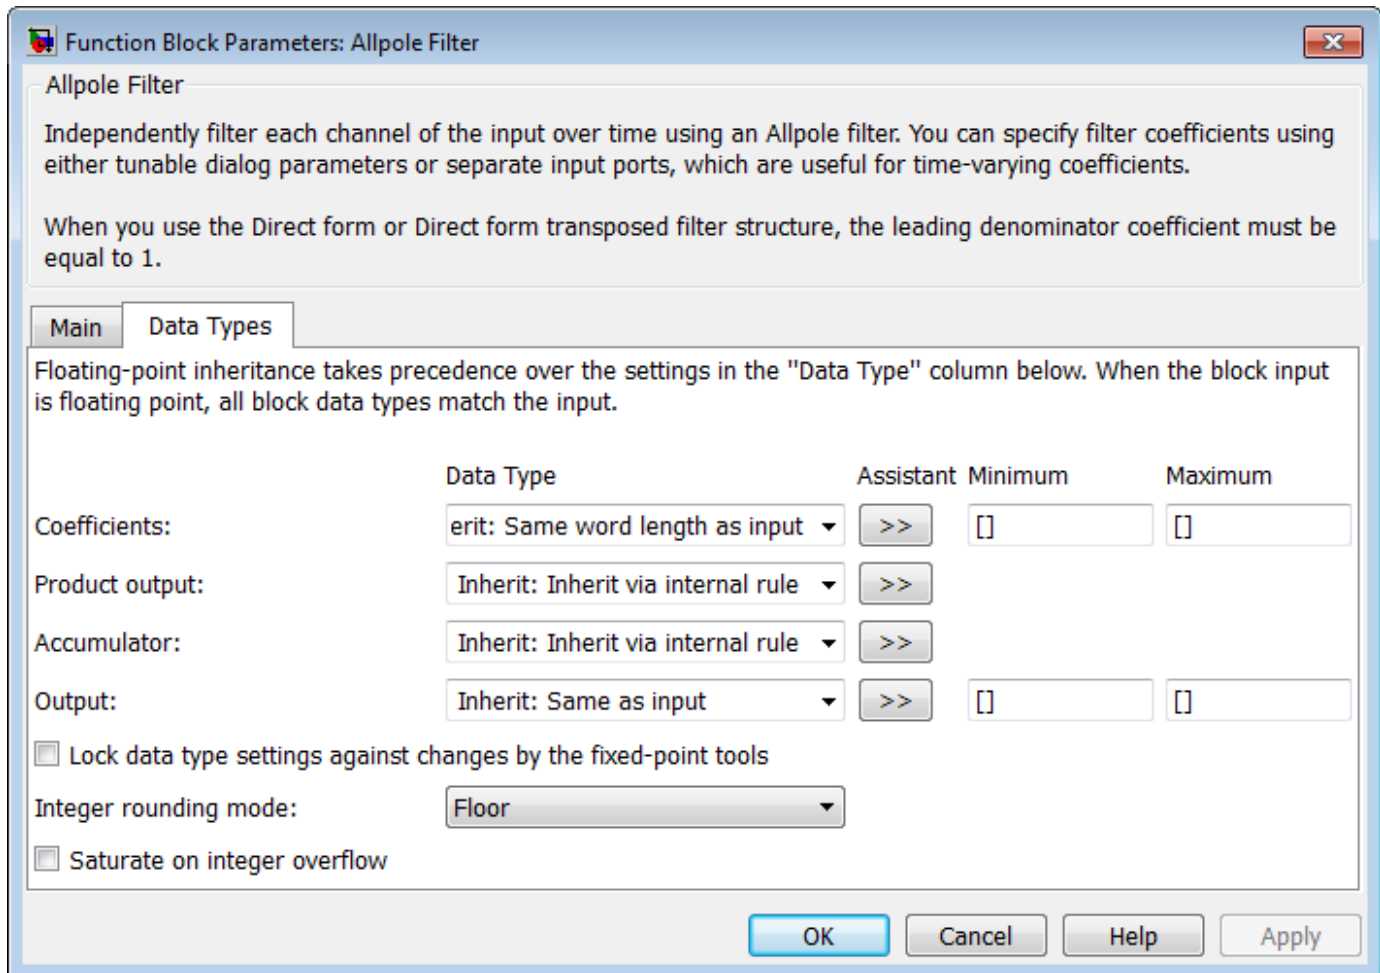 Function Block Parameters: Allpole Filter
Allpole Filter
Independently filter each channel of the input over time using an Allpole filter. You can specify filter coefficients using
either tunable dialog parameters or separate input ports, which are useful for time-varying coefficients.
When you use the Direct form or Direct form transposed filter structure, the leading denominator coefficient must be
equal to 1.
Main Data Types
Floating-point inheritance takes precedence over the settings in the "Data Type" column below. When the block input
is floating point, all block data types match the input.
Data Type Assistant Minimum Maximum
Coefficients: erit: Same word length as input >> [] []
Product output: Inherit: Inherit via internal rule >>
Accumulator: Inherit: Inherit via internal rule >>
Output: Inherit: Same as input >> [] []
Lock data type settings against changes by the fixed-point tools
Integer rounding mode: Floor
Saturate on integer overflow
OK Cancel Help Apply